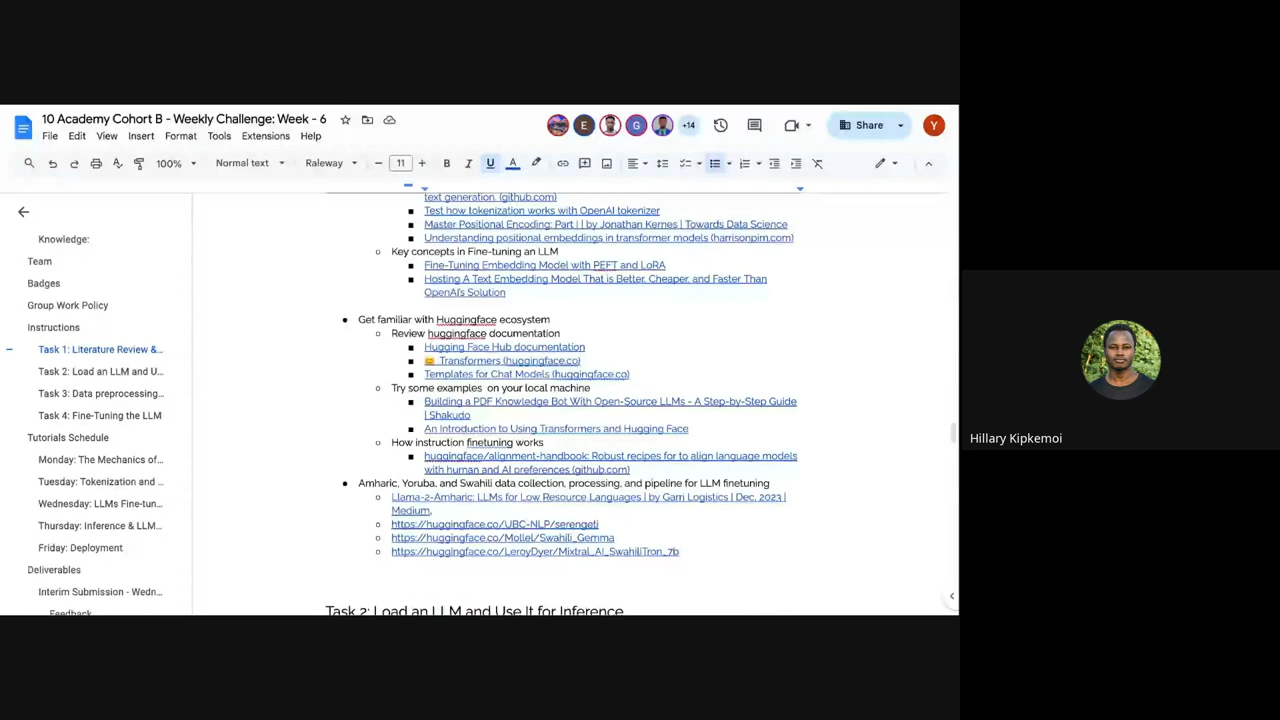 10 Academy Cohort B - Weekly Challenge: Week - 6
File Edit View Insert Format Tools Extensions Help
E
G
+14
Share
Y
100%
Normal text
Raleway
11
B I U A
Knowledge:
Team
Badges
Group Work Policy
Instructions
Task 1: Literature Review &...
Task 2: Load an LLM and U...
Task 3: Data preprocessing...
Task 4: Fine-Tuning the LLM
Tutorials Schedule
Monday: The Mechanics of...
Tuesday: Tokenization and ...
Wednesday: LLMs Fine-tun...
Thursday: Inference & LLM...
Friday: Deployment
Deliverables
Interim Submission - Wedn...
Feedback
text generation. (github.com)
Test how tokenization works with OpenAI tokenizer
Master Positional Encoding: Part I | by Jonathan Kernes | Towards Data Science
Understanding positional embeddings in transformer models (harrisonpim.com)
Key concepts in Fine-tuning an LLM
Fine-Tuning Embedding Model with PEFT and LoRA
Hosting A Text Embedding Model That is Better, Cheaper, and Faster Than
OpenAI's Solution
Get familiar with Huggingface ecosystem
Review huggingface documentation
Hugging Face Hub documentation
😊 Transformers (huggingface.co)
Templates for Chat Models (huggingface.co)
Try some examples on your local machine
Building a PDF Knowledge Bot With Open-Source LLMs - A Step-by-Step Guide
| Shakudo
An Introduction to Using Transformers and Hugging Face
How instruction finetuning works
huggingface/alignment-handbook: Robust recipes for to align language models
with human and AI preferences (github.com)
Amharic, Yoruba, and Swahili data collection, processing, and pipeline for LLM finetuning
Llama-2-Amharic: LLMs for Low Resource Languages | by Garri Logistics | Dec, 2023 |
Medium.
https://huggingface.co/UBC-NLP/serengeti
https://huggingface.co/Mollel/Swahili_Gemma
https://huggingface.co/LeroyDyer/Mixtral_AI_SwahiliTron_7b
Task 2: Load an LLM and Use It for Inference
Hillary Kipkemoi